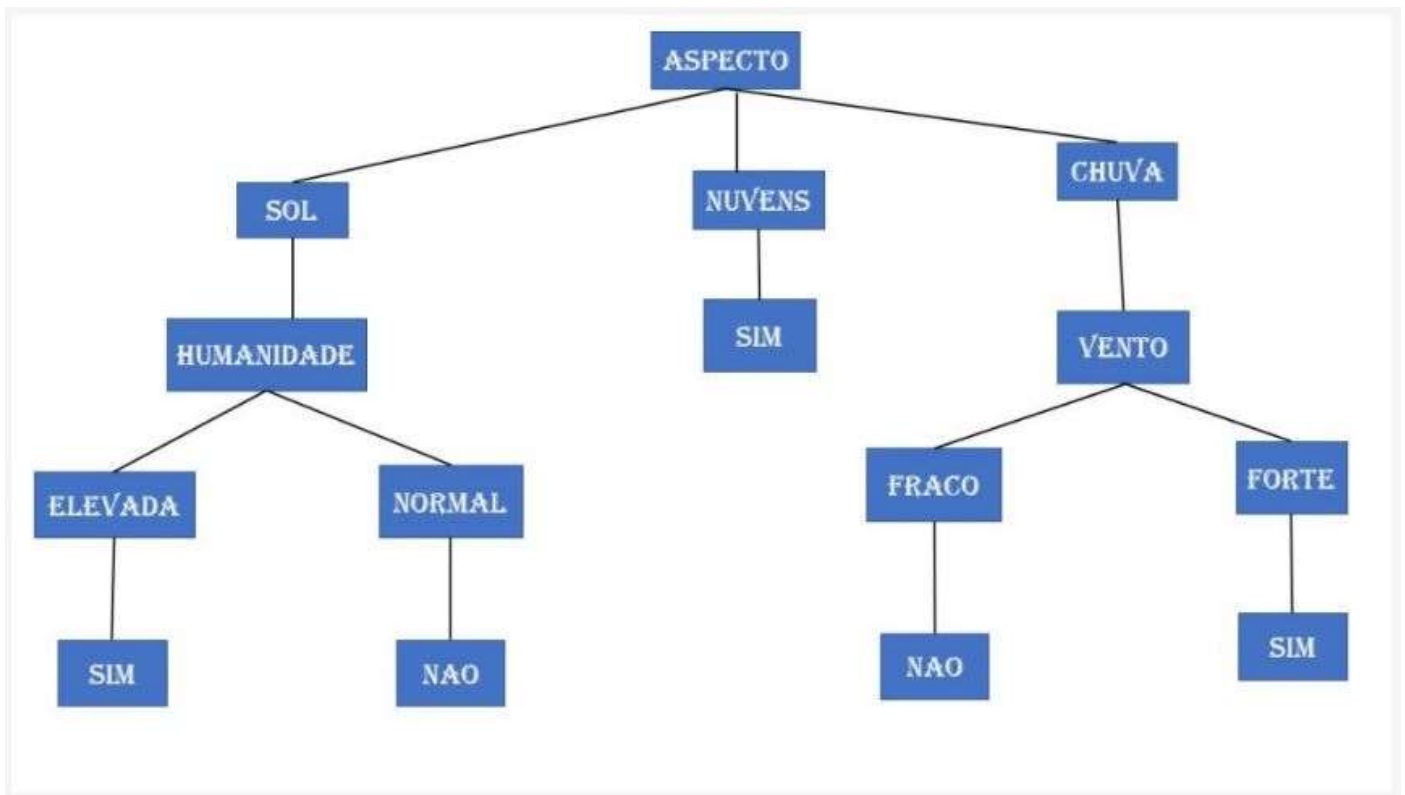 ASPECTO
SOL
NUVENS
CHUVA
HUMANIDADE
SIM
VENTO
ELEVADA
NORMAL
FRACO
FORTE
SIM
NAO
NAO
SIM